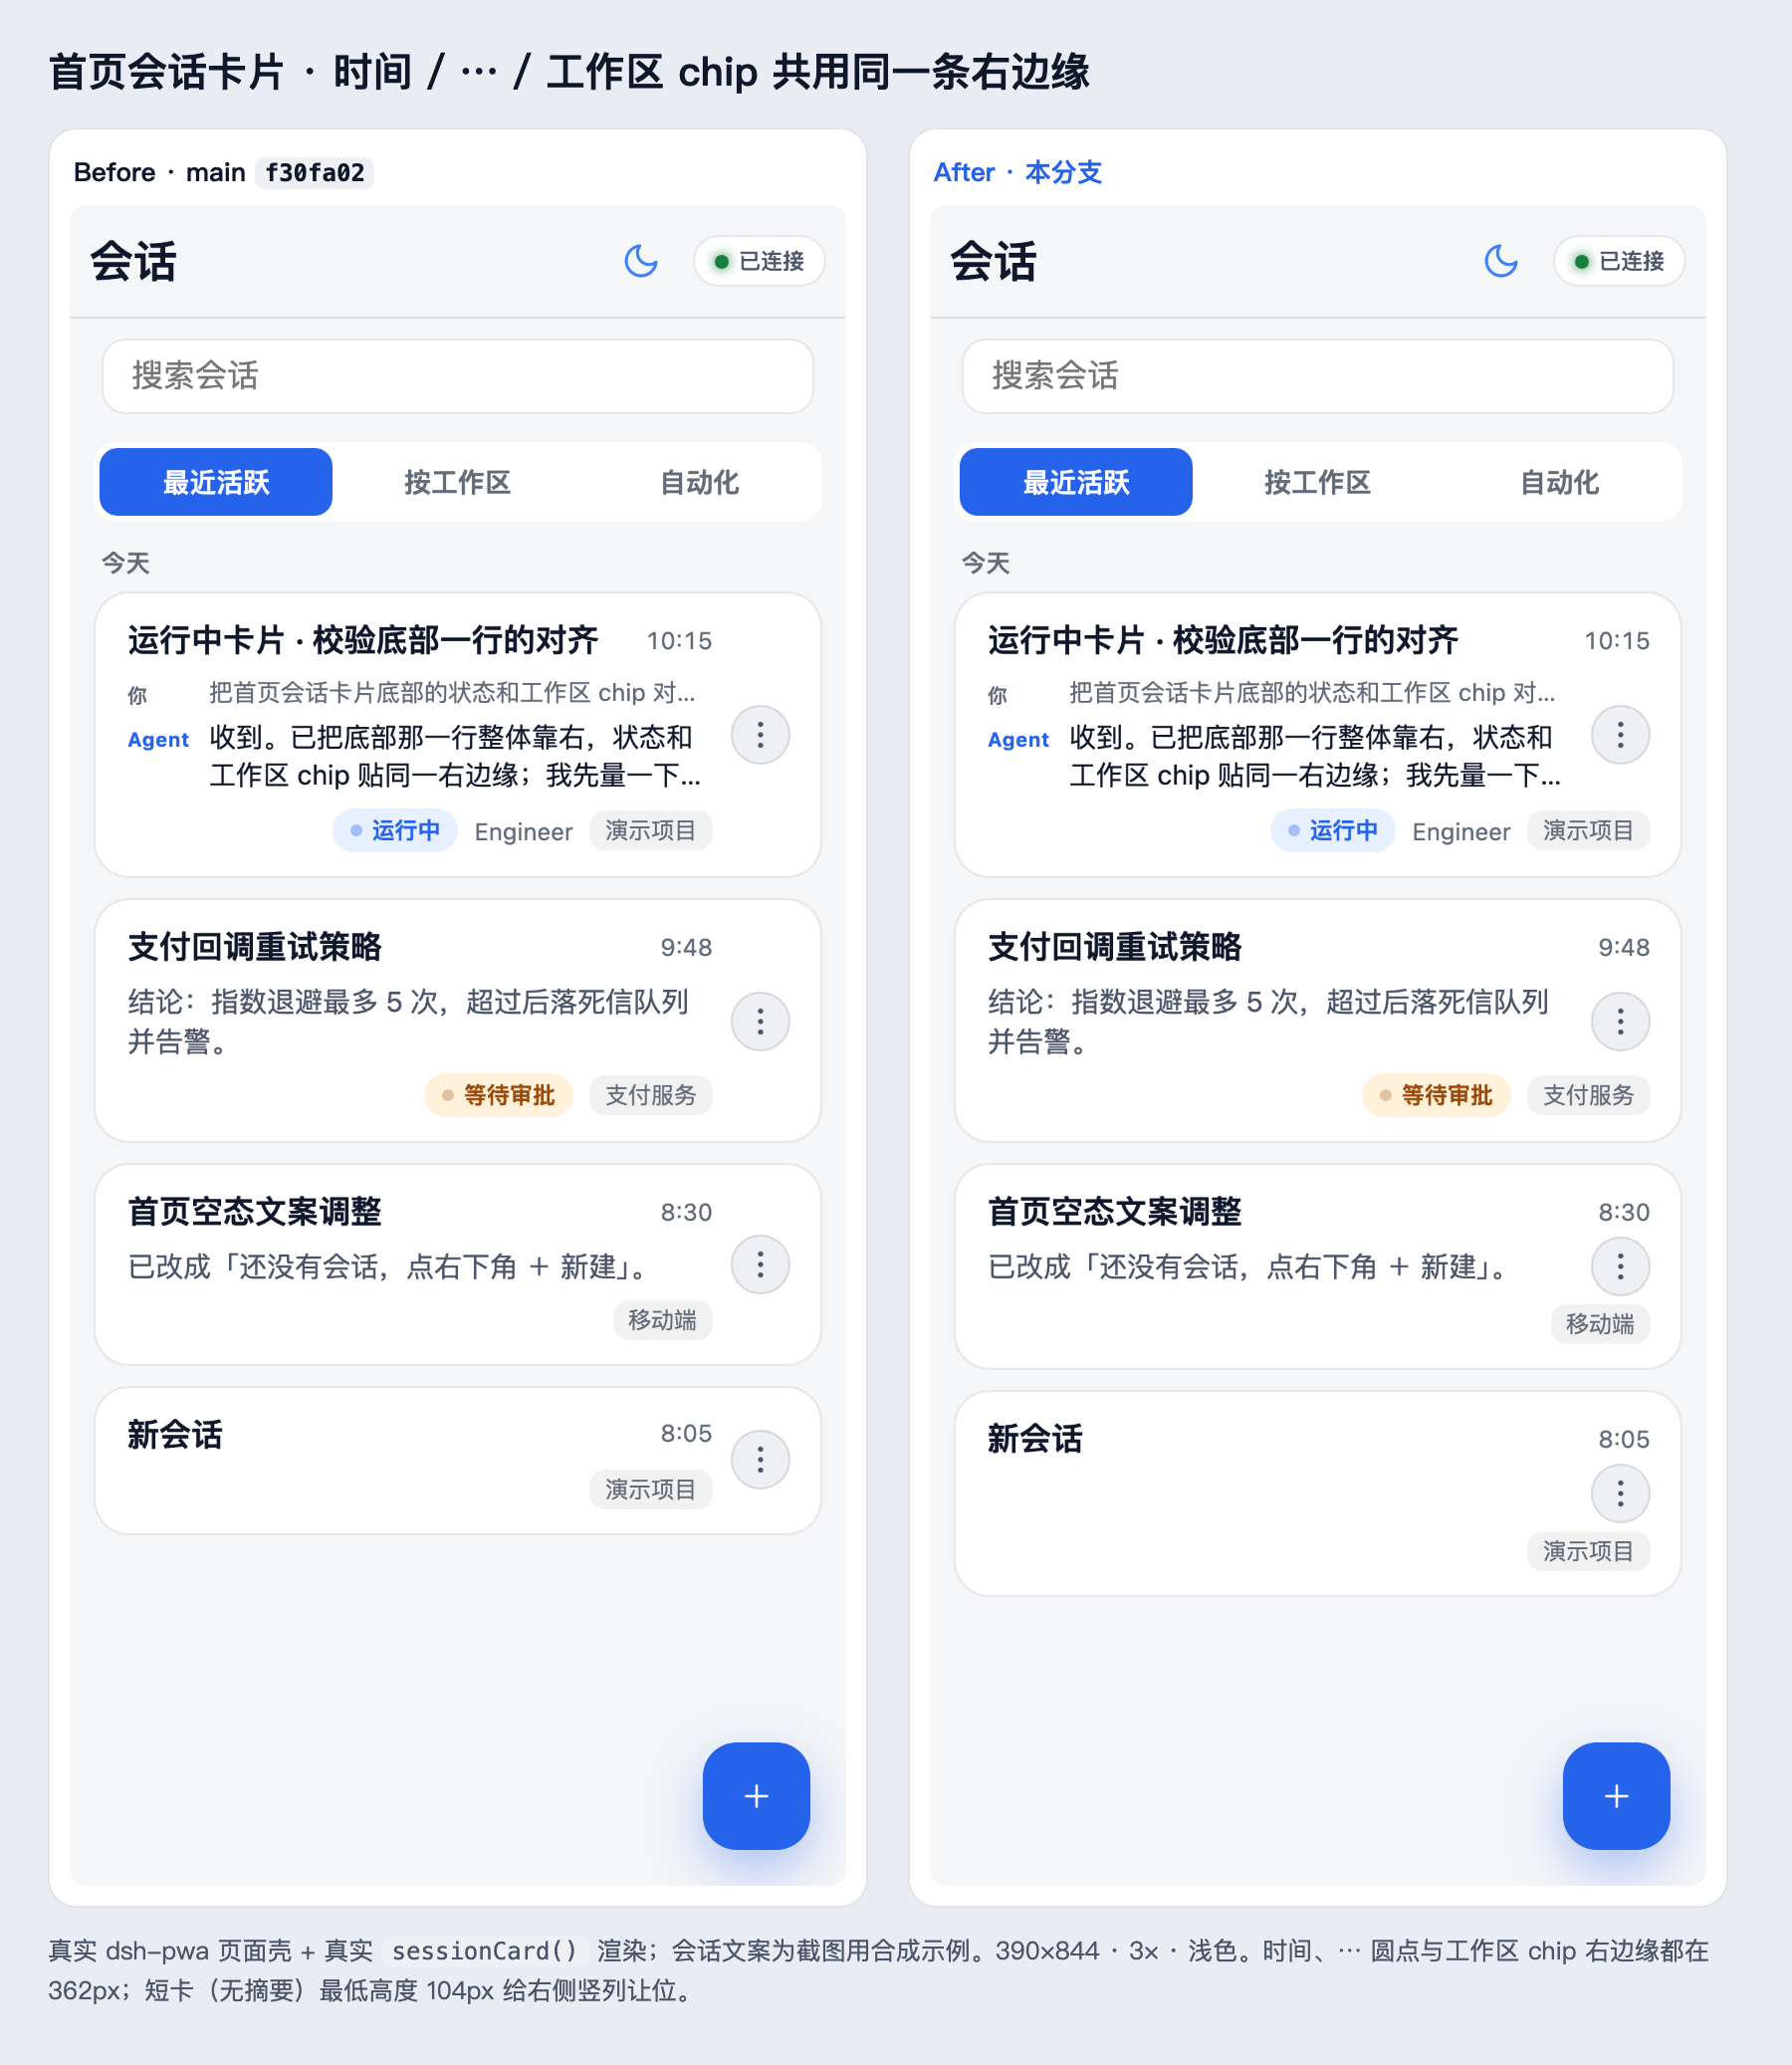 首页会话卡片 · 时间 / ⋯ / 工作区 chip 共用同一条右边缘
Before · main f30fa02
会话
已连接
搜索会话
最近活跃 按工作区 自动化
今天
运行中卡片 · 校验底部一行的对齐 10:15
你 把首页会话卡片底部的状态和工作区 chip 对…
Agent 收到。已把底部那一行整体靠右，状态和
工作区 chip 贴同一右边缘；我先量一下…
运行中 Engineer 演示项目
支付回调重试策略 9:48
结论：指数退避最多 5 次，超过后落死信队列
并告警。
等待审批 支付服务
首页空态文案调整 8:30
已改成「还没有会话，点右下角 ＋ 新建」。
移动端
新会话 8:05
演示项目
After · 本分支
会话
已连接
搜索会话
最近活跃 按工作区 自动化
今天
运行中卡片 · 校验底部一行的对齐 10:15
你 把首页会话卡片底部的状态和工作区 chip 对…
Agent 收到。已把底部那一行整体靠右，状态和
工作区 chip 贴同一右边缘；我先量一下…
运行中 Engineer 演示项目
支付回调重试策略 9:48
结论：指数退避最多 5 次，超过后落死信队列
并告警。
等待审批 支付服务
首页空态文案调整 8:30
已改成「还没有会话，点右下角 ＋ 新建」。
移动端
新会话 8:05
演示项目
真实 dsh-pwa 页面壳 + 真实 sessionCard() 渲染；会话文案为截图用合成示例。390×844 · 3× · 浅色。时间、⋯ 圆点与工作区 chip 右边缘都在
362px；短卡（无摘要）最低高度 104px 给右侧竖列让位。